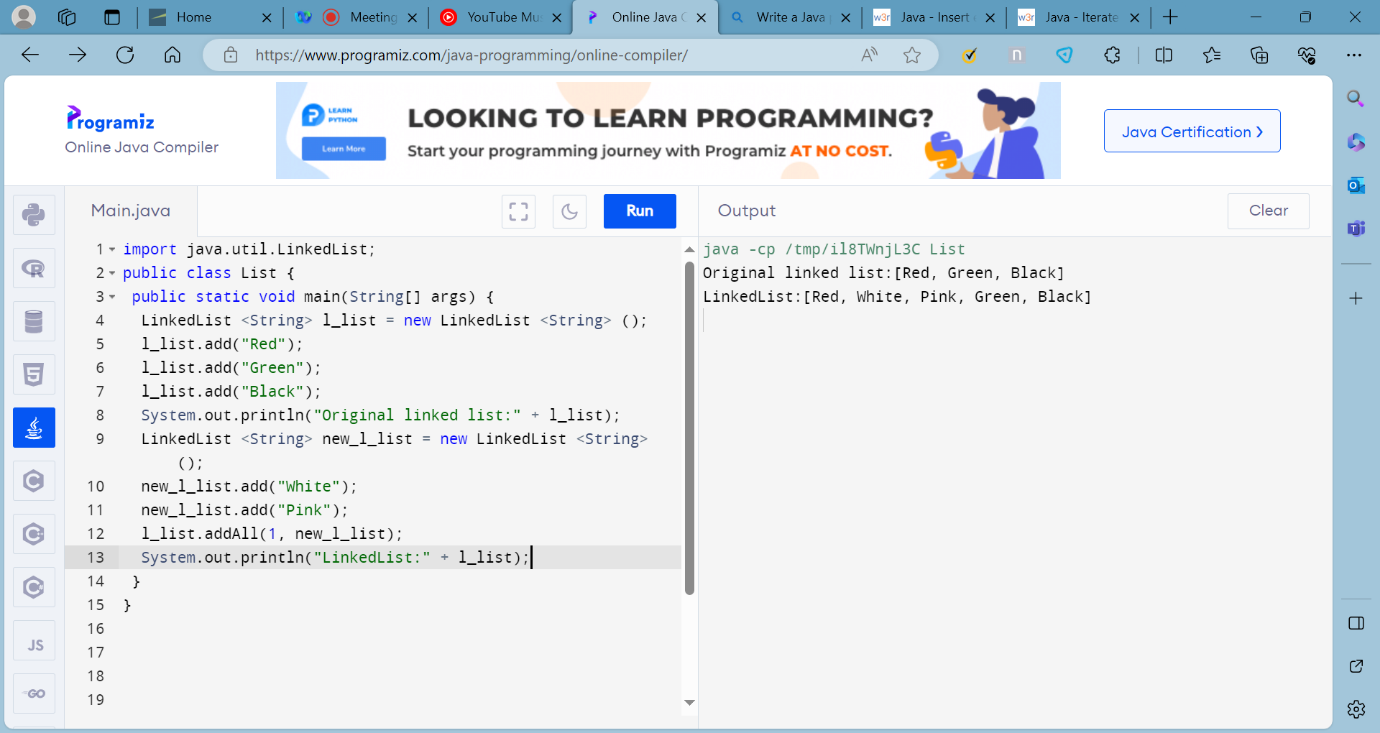 Home
Meeting
YouTube Mu
Online Java C
Write a Java
w3r Java - Insert
w3r Java - Iterate
https://www.programiz.com/java-programming/online-compiler/
Programiz
Online Java Compiler
LEARN
PYTHON
Learn More
LOOKING TO LEARN PROGRAMMING?
Start your programming journey with Programiz AT NO COST.
Java Certification
Main.java
Run
Output
Clear
1 import java.util.LinkedList;
2 public class List {
3 public static void main(String[] args) {
4 LinkedList <String> l_list = new LinkedList <String> ();
5 l_list.add("Red");
6 l_list.add("Green");
7 l_list.add("Black");
8 System.out.println("Original linked list:" + l_list);
9 LinkedList <String> new_l_list = new LinkedList <String>
();
10 new_l_list.add("White");
11 new_l_list.add("Pink");
12 l_list.addAll(1, new_l_list);
13 System.out.println("LinkedList:" + l_list);
14 }
15 }
16
17
18
19
JS
GO
java -cp /tmp/il8TWnjL3C List
Original linked list:[Red, Green, Black]
LinkedList:[Red, White, Pink, Green, Black]